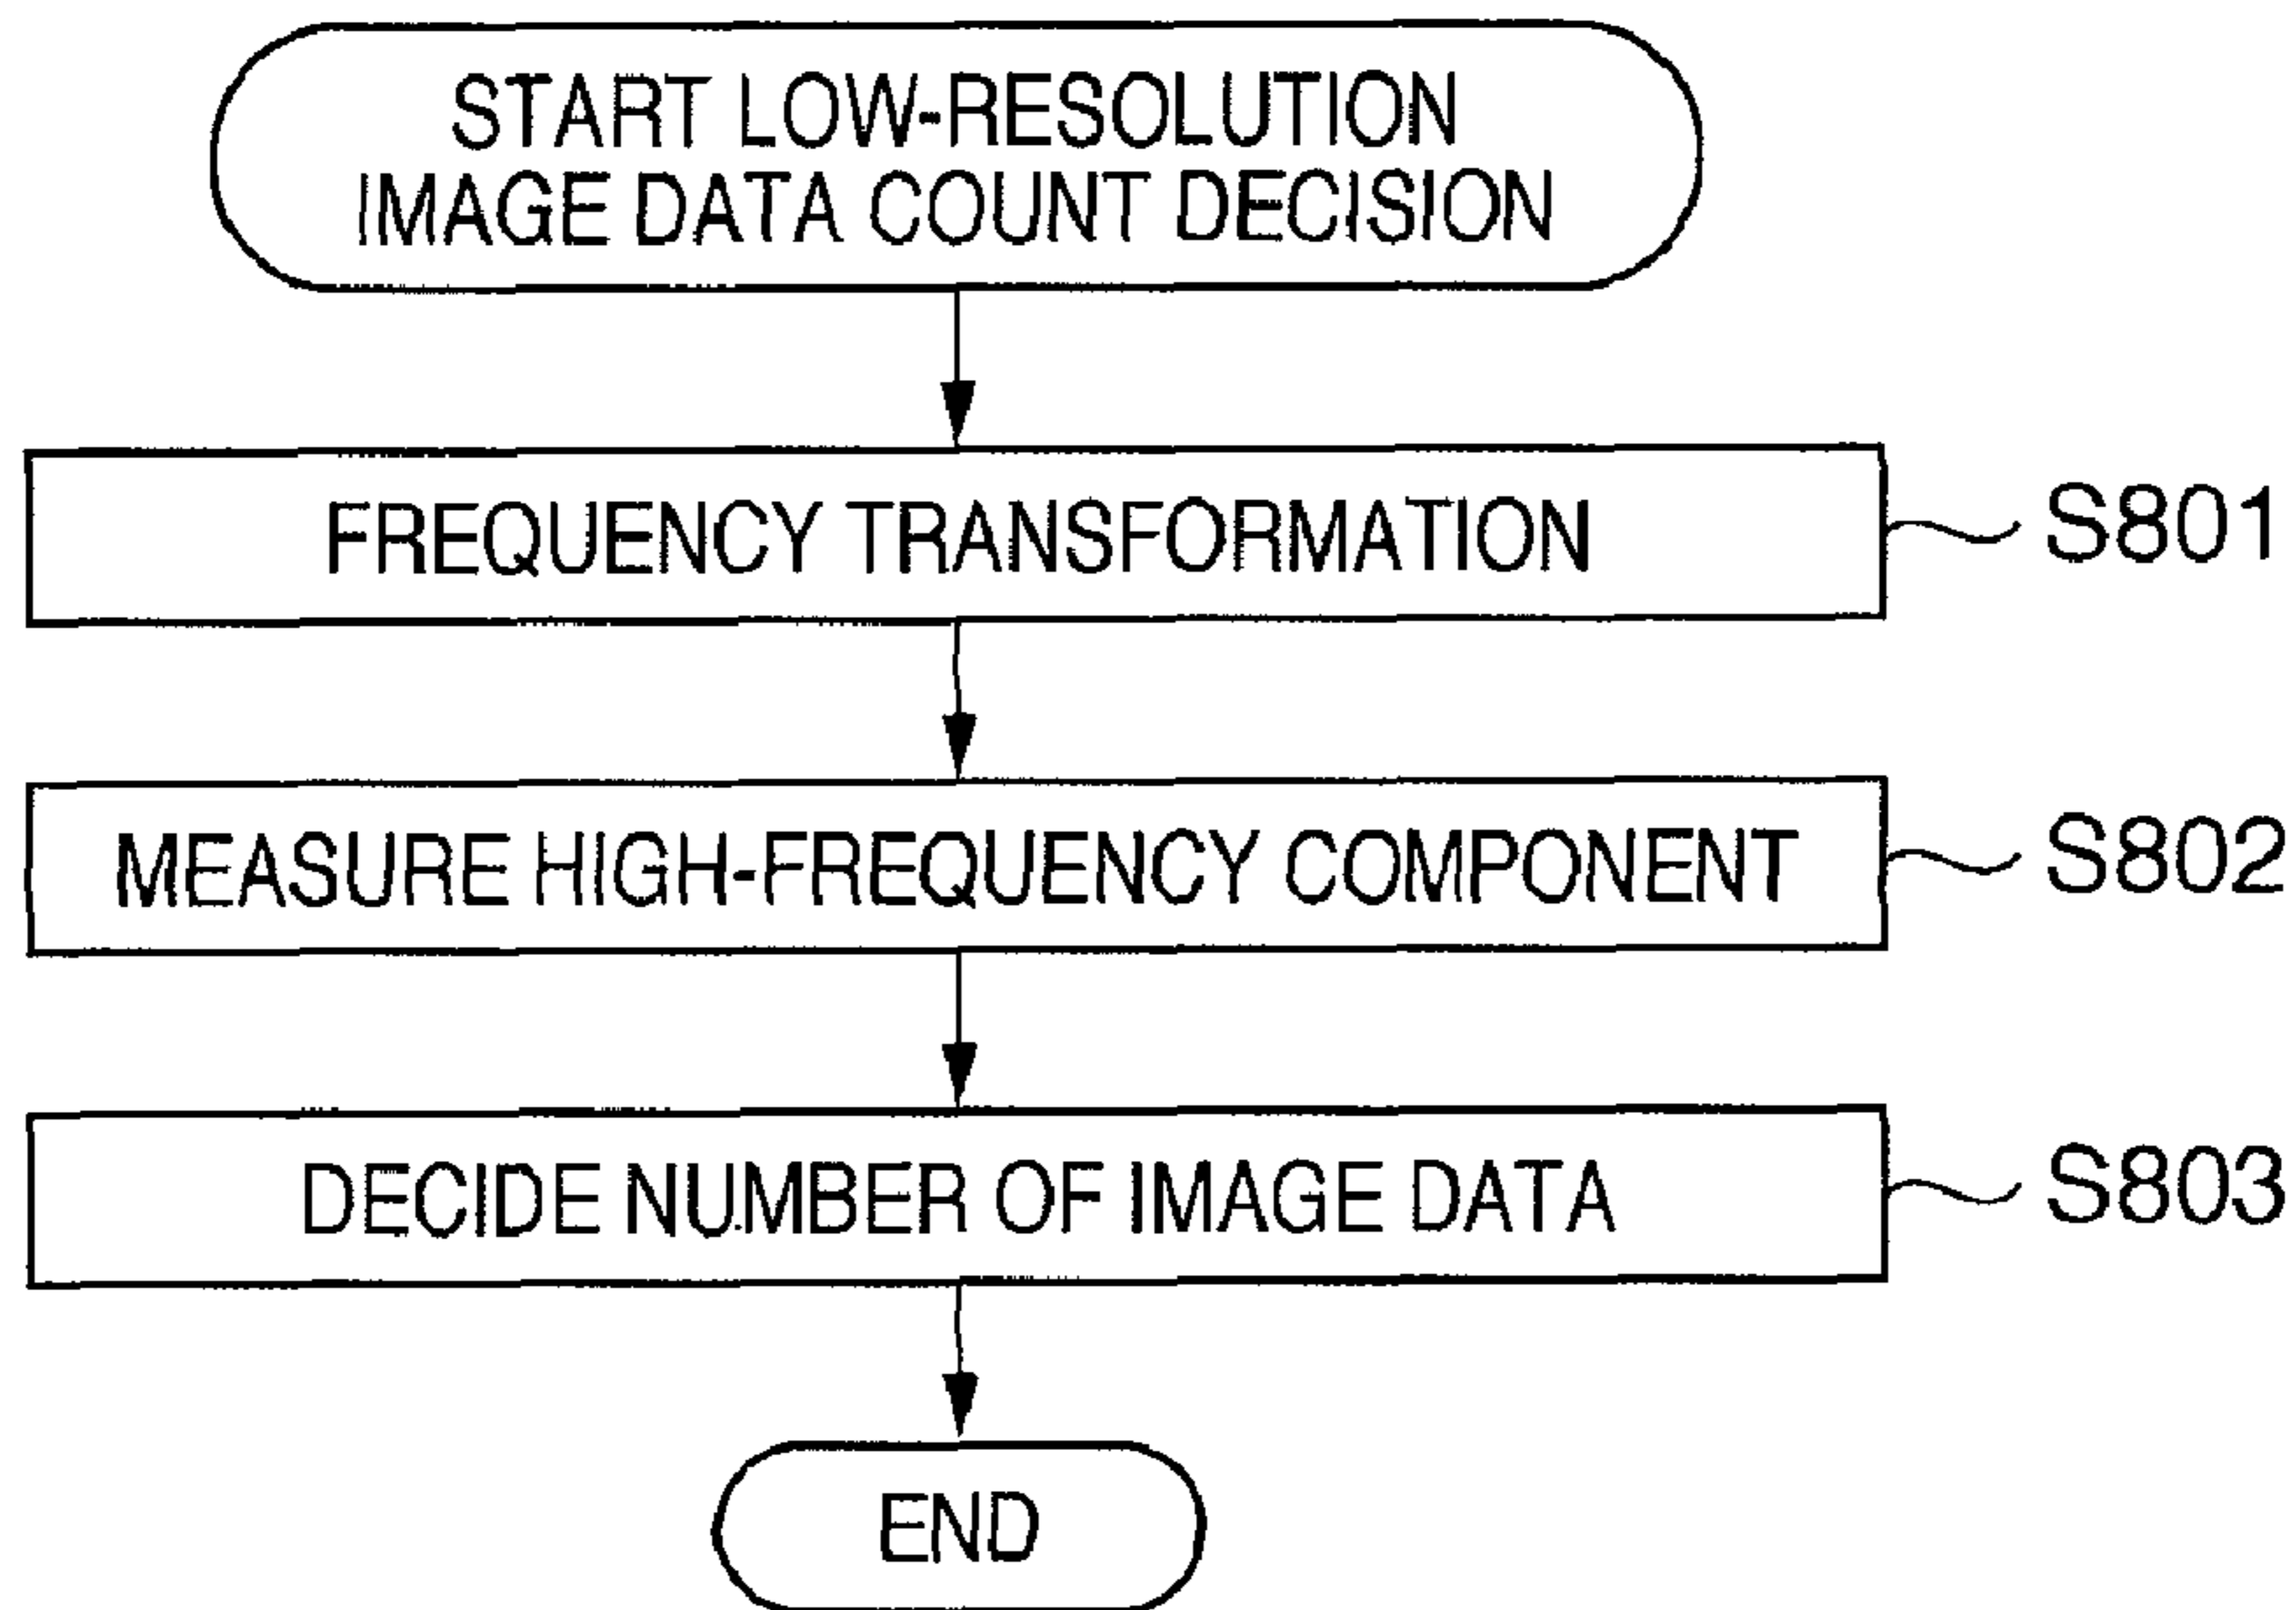 START LOW-RESOLUTION
IMAGE DATA COUNT DECISION
FREQUENCY TRANSFORMATION
S801
MEASURE HIGH-FREQUENCY COMPONENT
S802
DECIDE NUMBER OF IMAGE DATA
S803
END